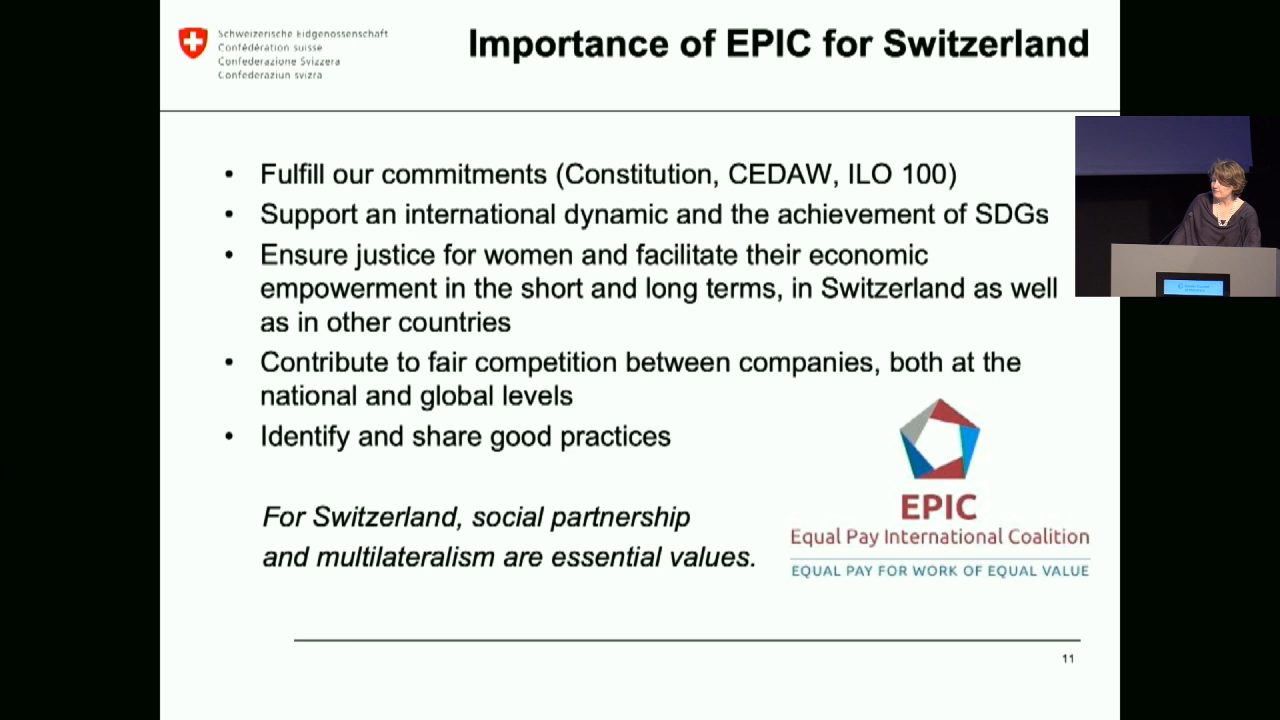 Schweizerische Eidgenossenschaft
Confédération suisse
Confederazione Svizzera
Confederaziun svizra
Importance of EPIC for Switzerland
• Fulfill our commitments (Constitution, CEDAW, ILO 100)
• Support an international dynamic and the achievement of SDGs
• Ensure justice for women and facilitate their economic
empowerment in the short and long terms, in Switzerland as well
as in other countries
• Contribute to fair competition between companies, both at the
national and global levels
• Identify and share good practices
For Switzerland, social partnership
and multilateralism are essential values.
EPIC
Equal Pay International Coalition
EQUAL PAY FOR WORK OF EQUAL VALUE
11